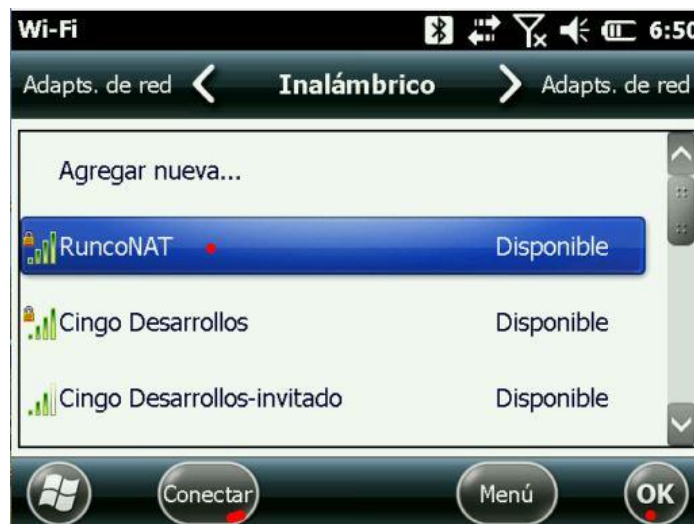 Wi-Fi 6:50
Adapts. de red Inalámbrico Adapts. de red
Agregar nueva...
RuncoNAT Disponible
Cingo Desarrollos Disponible
Cingo Desarrollos-invitado Disponible
Conectar Menú OK